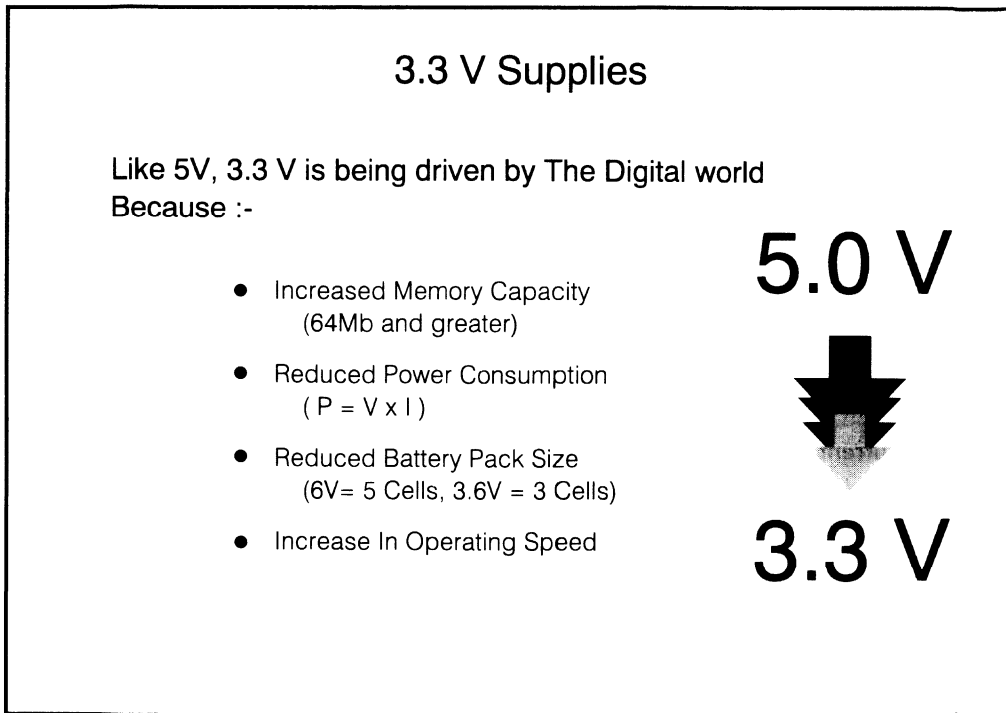 3.3 V Supplies
Like 5V, 3.3 V is being driven by The Digital world
Because :-
● Increased Memory Capacity
(64Mb and greater)
● Reduced Power Consumption
( P = V x I )
● Reduced Battery Pack Size
(6V= 5 Cells, 3.6V = 3 Cells)
● Increase In Operating Speed
5.0 V
3.3 V